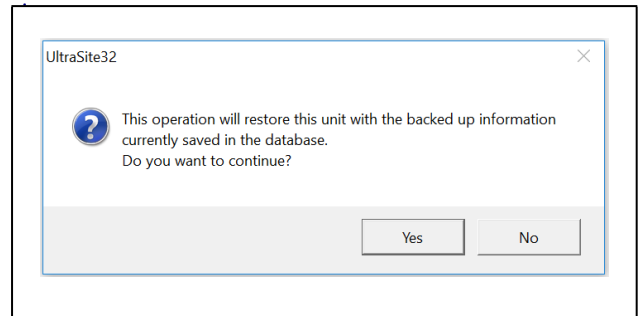 UltraSite32
This operation will restore this unit with the backed up information
currently saved in the database.
Do you want to continue?
Yes
No